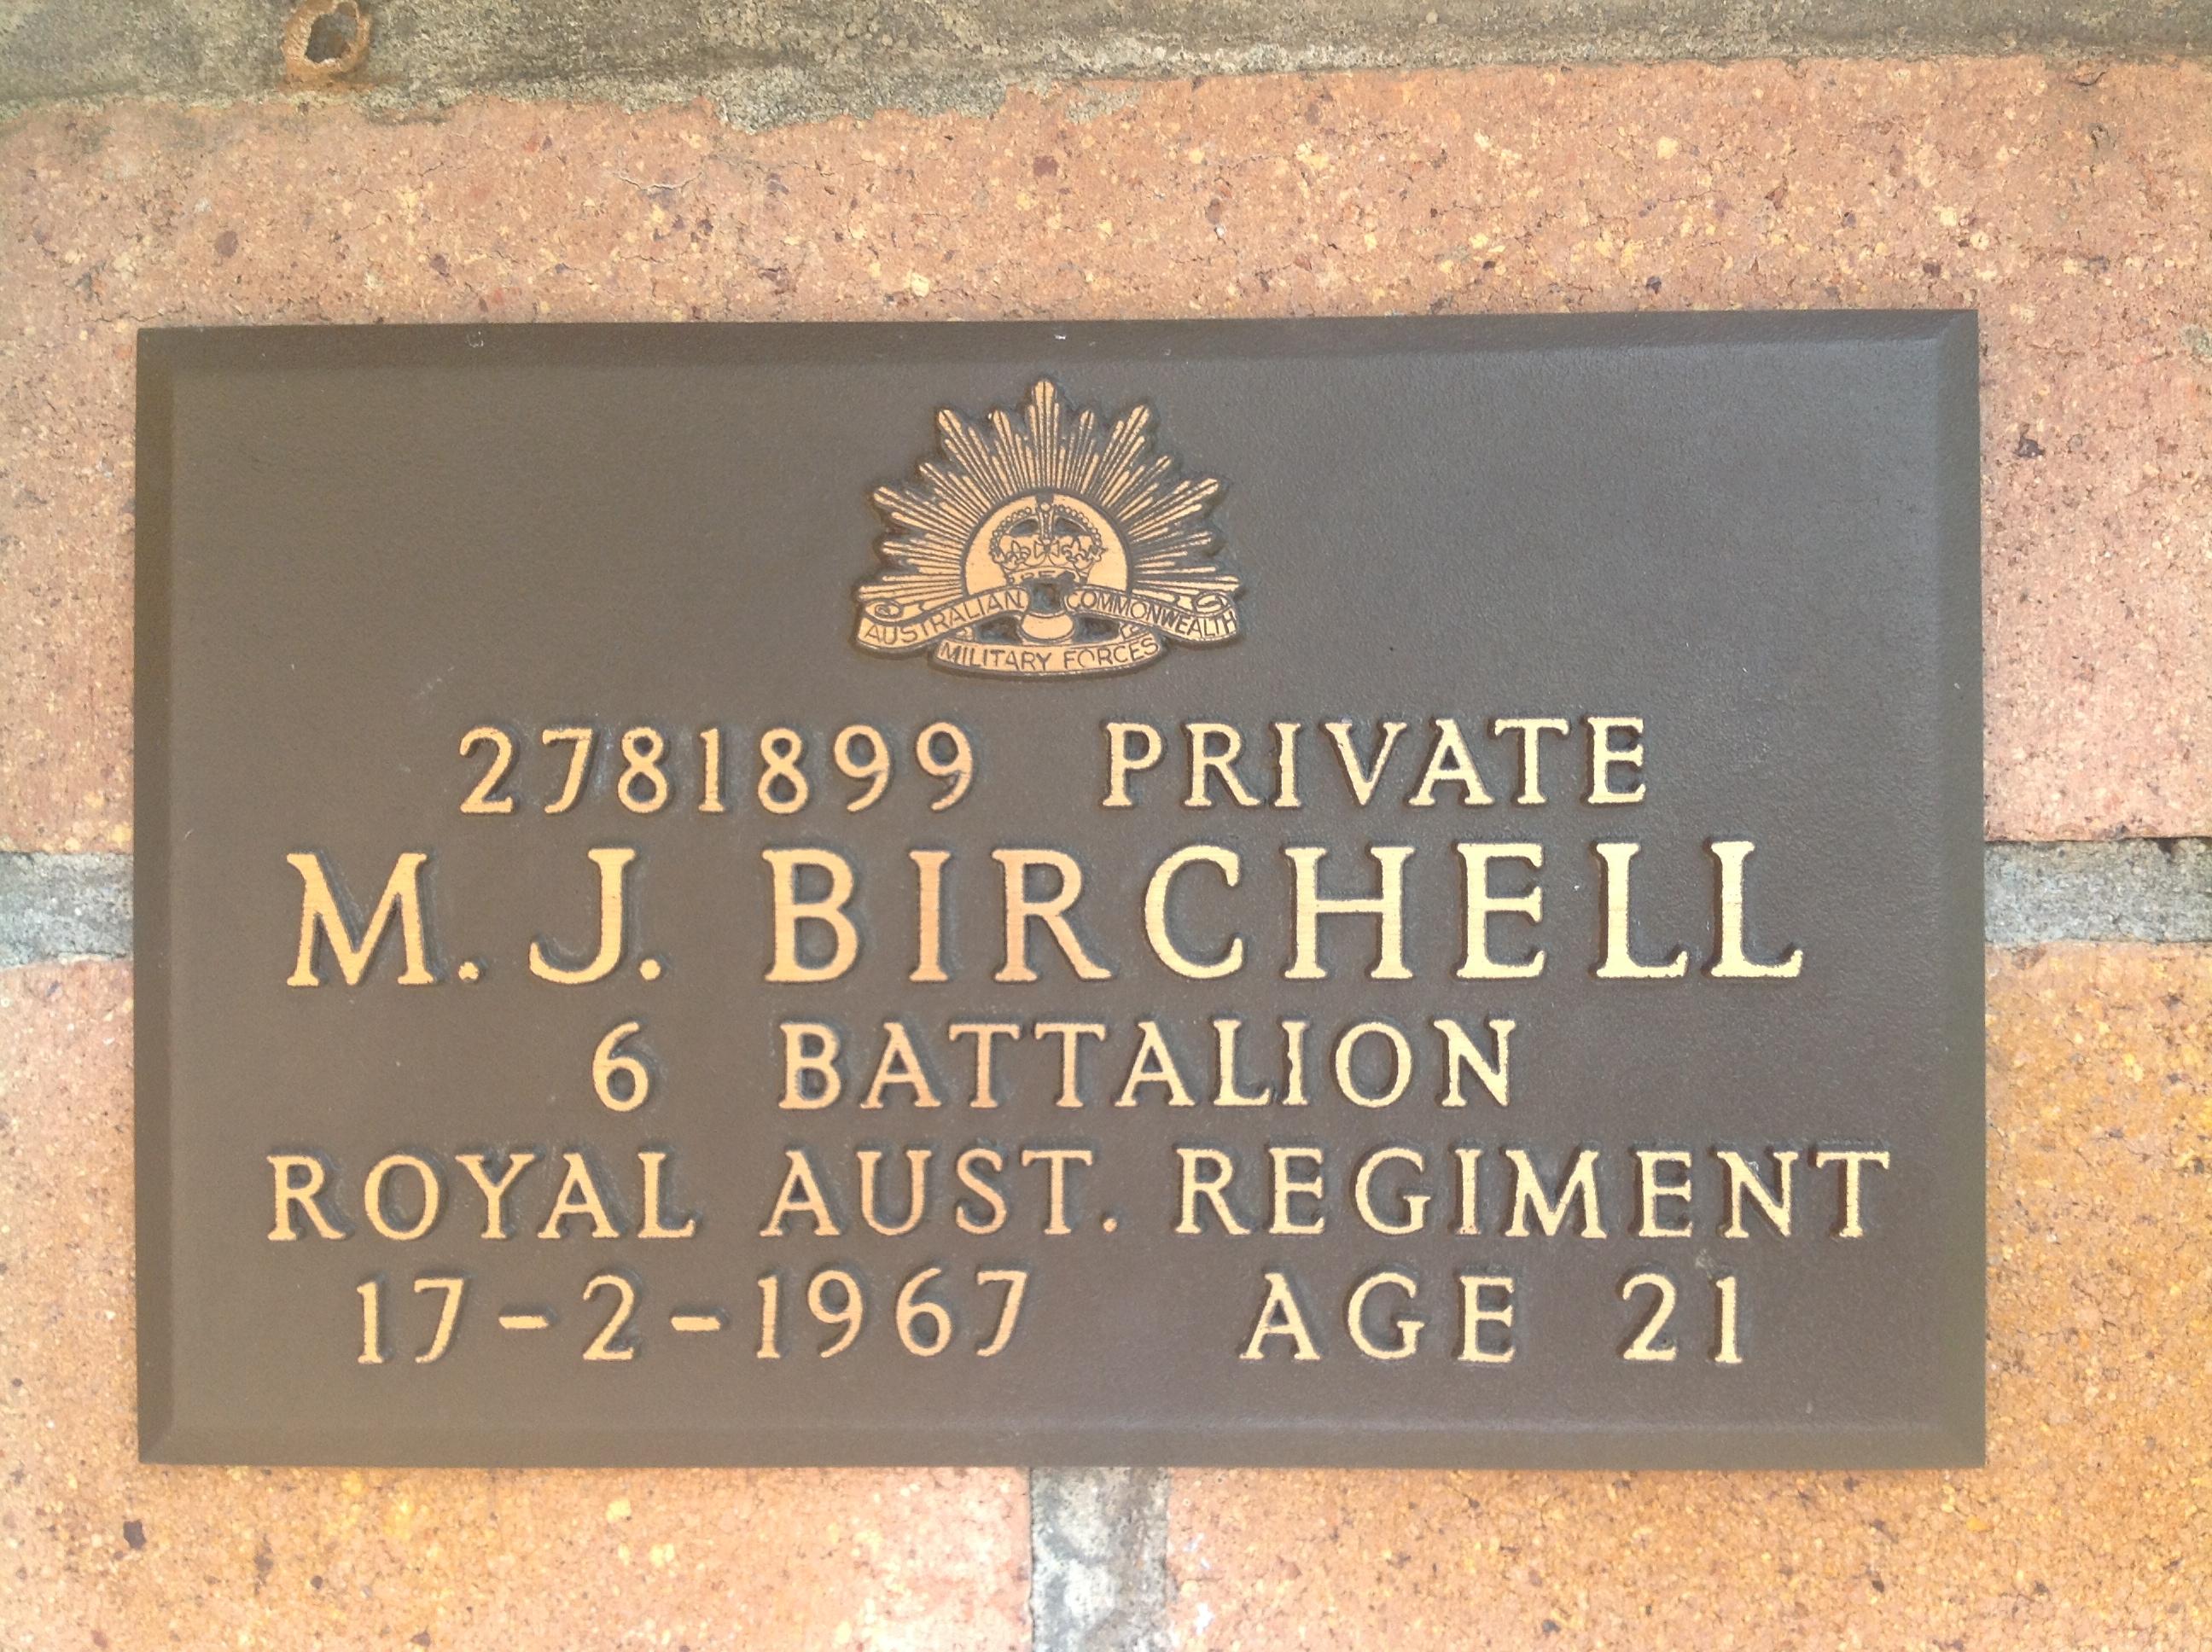 AUSTRALIAN COMMONWEALTH
MILITARY FORCES
2781899 PRIVATE
M. J. BIRCHELL
6 BATTALION
ROYAL AUST. REGIMENT
17-2-1967 AGE 21